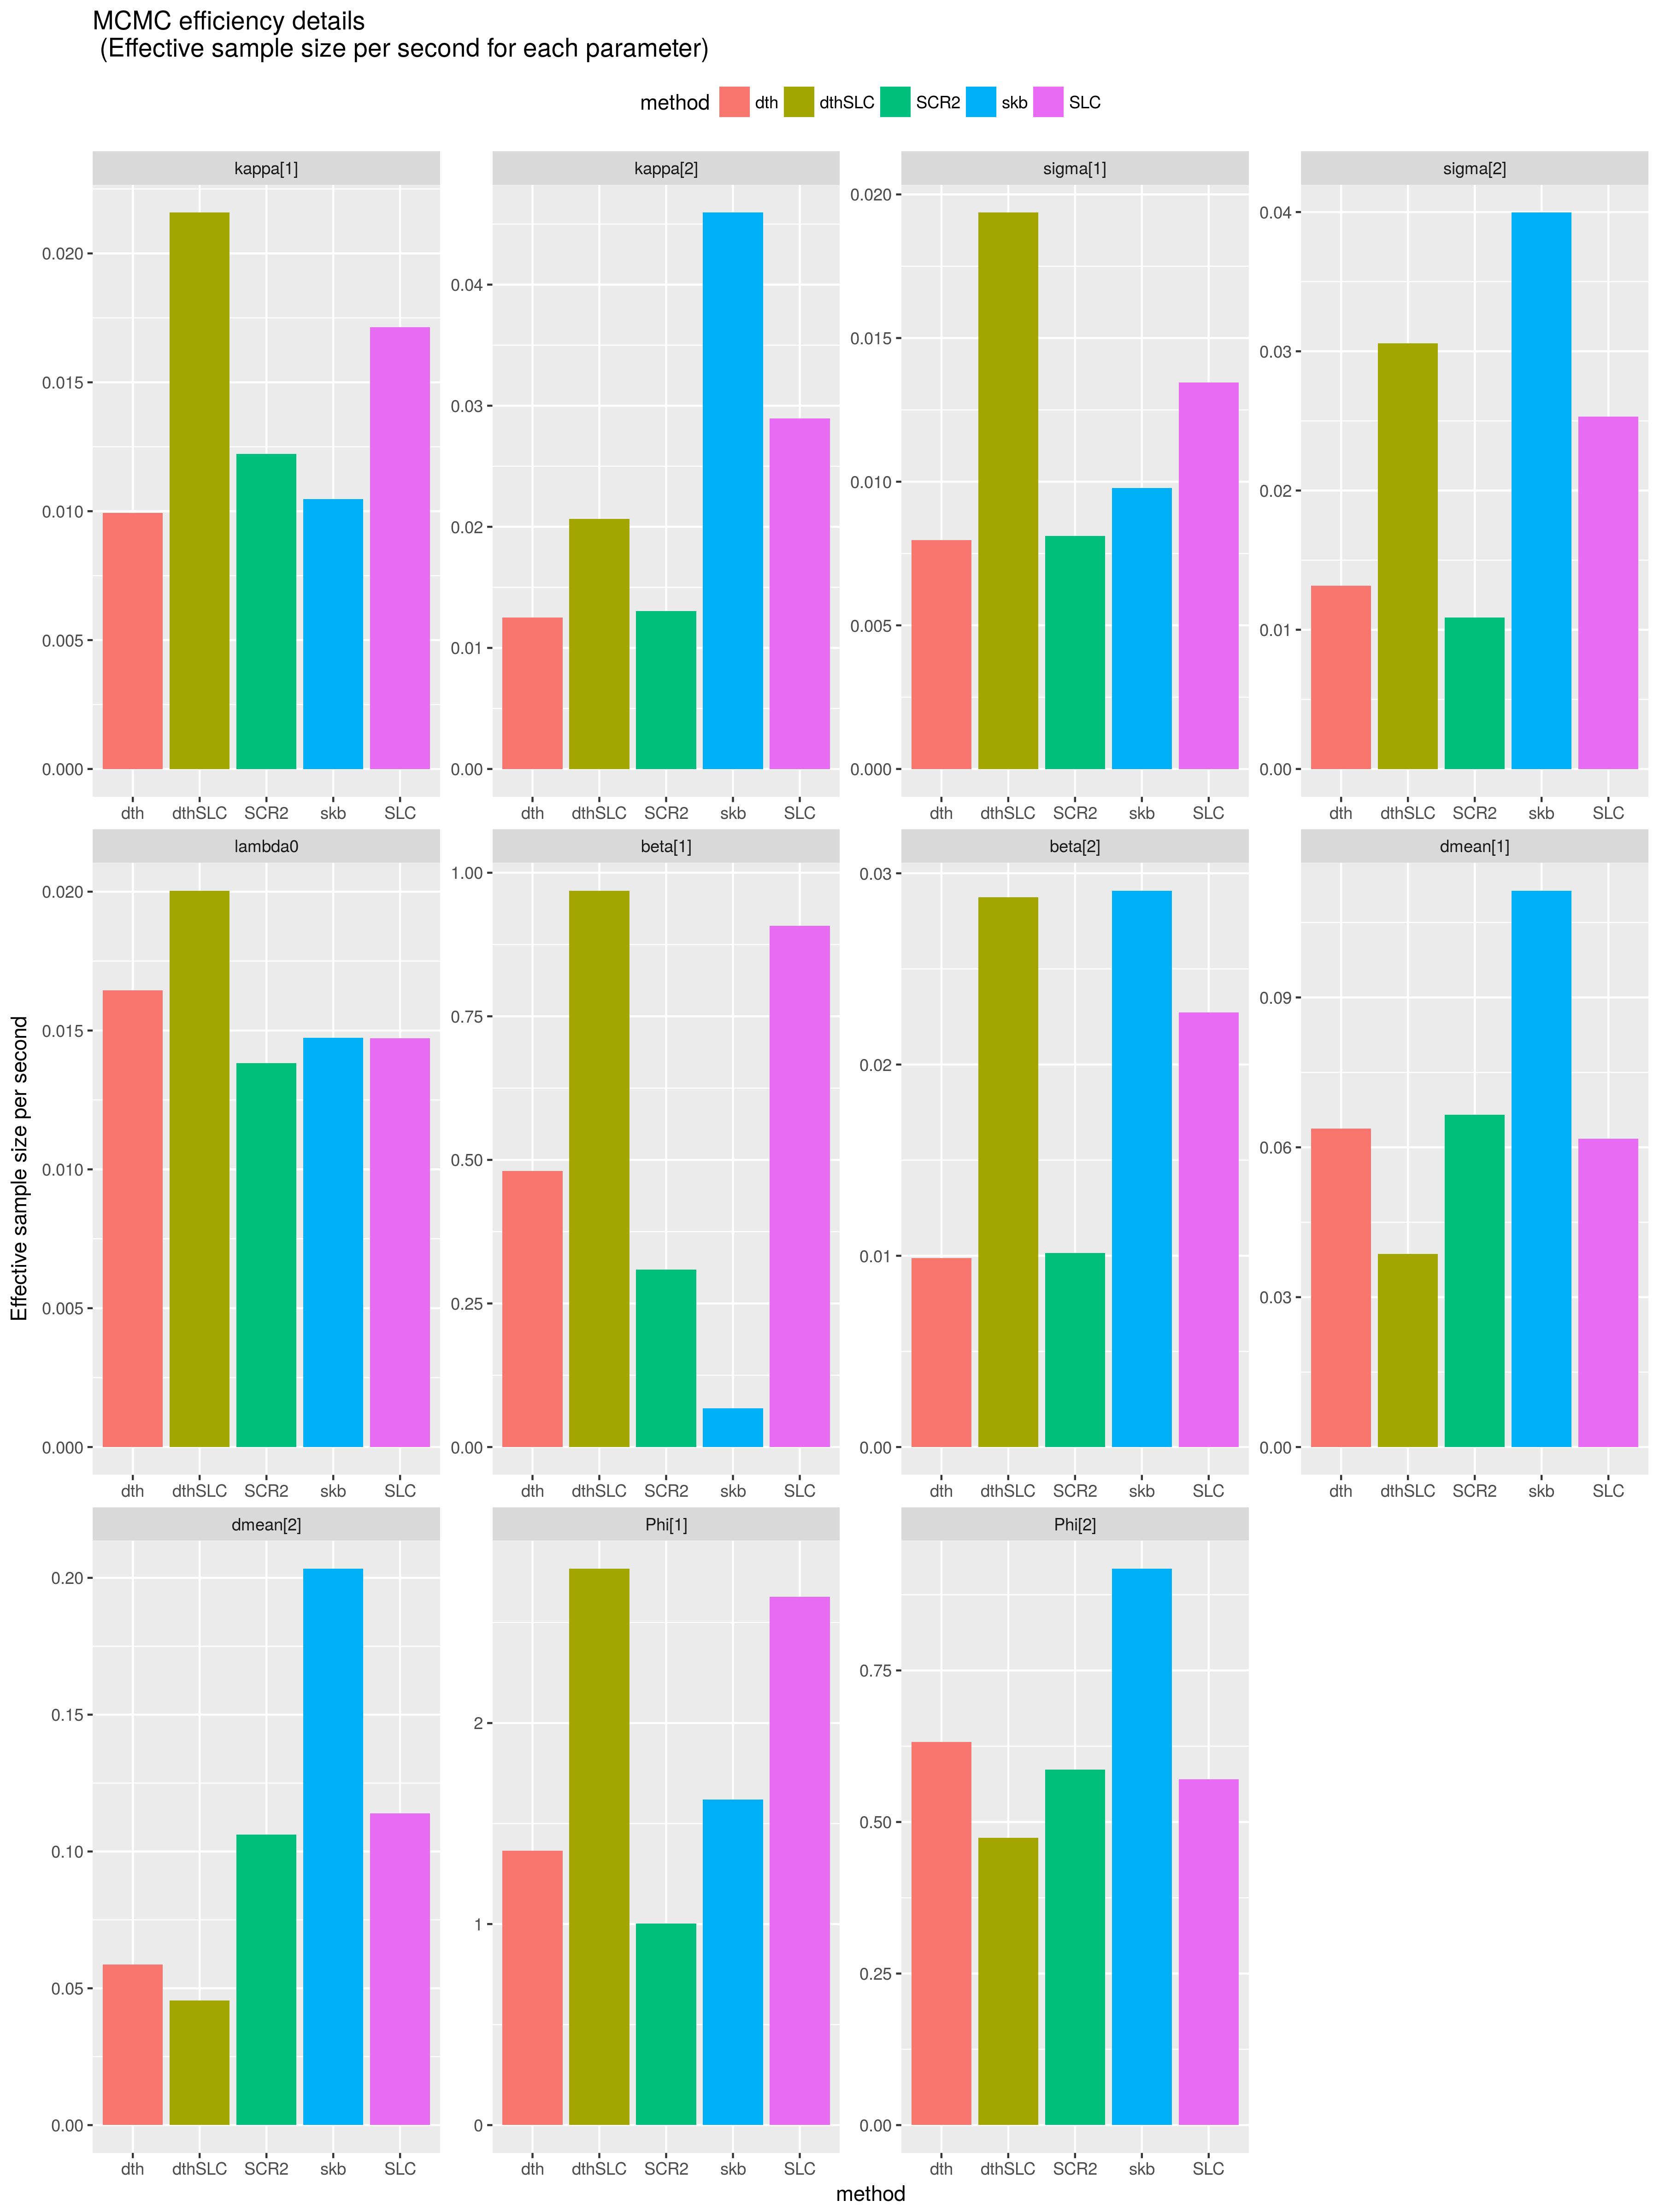 MCMC efficiency details
(Effective sample size per second for each parameter)
method dth dthSLC SCR2 skb SLC
kappa[1] kappa[2] sigma[1] sigma[2]
0.020
0.015
0.010
0.005
0.000
0.04
0.03
0.02
0.01
0.00
0.020
0.015
0.010
0.005
0.000
0.04
0.03
0.02
0.01
0.00
dth dthSLC SCR2 skb SLC
dth dthSLC SCR2 skb SLC
dth dthSLC SCR2 skb SLC
dth dthSLC SCR2 skb SLC
lambda0 beta[1] beta[2] dmean[1]
Effective sample size per second
0.020
0.015
0.010
0.005
0.000
1.00
0.75
0.50
0.25
0.00
0.03
0.02
0.01
0.00
0.09
0.06
0.03
0.00
dth dthSLC SCR2 skb SLC
dth dthSLC SCR2 skb SLC
dth dthSLC SCR2 skb SLC
dth dthSLC SCR2 skb SLC
dmean[2] Phi[1] Phi[2]
0.20
0.15
0.10
0.05
0.00
2
1
0
0.75
0.50
0.25
0.00
dth dthSLC SCR2 skb SLC
dth dthSLC SCR2 skb SLC
dth dthSLC SCR2 skb SLC
method